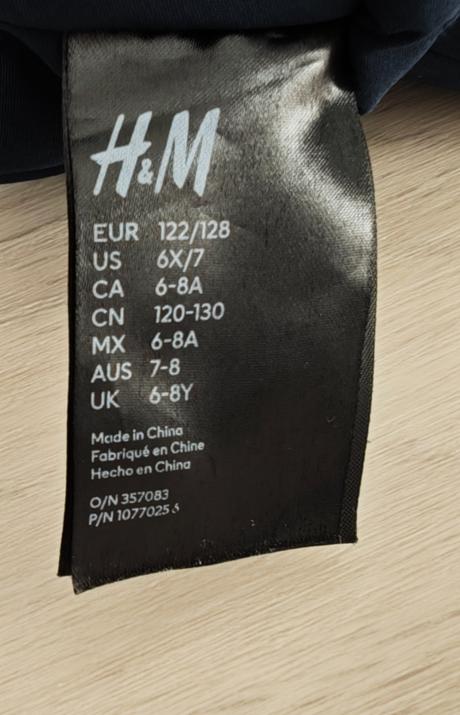 H&M
EUR 122/128
US 6X/7
CA 6-8A
CN 120-130
MX 6-8A
AUS 7-8
UK 6-8Y
Made in China
Fabriqué en Chine
Hecho en China
O/N 357083
P/N